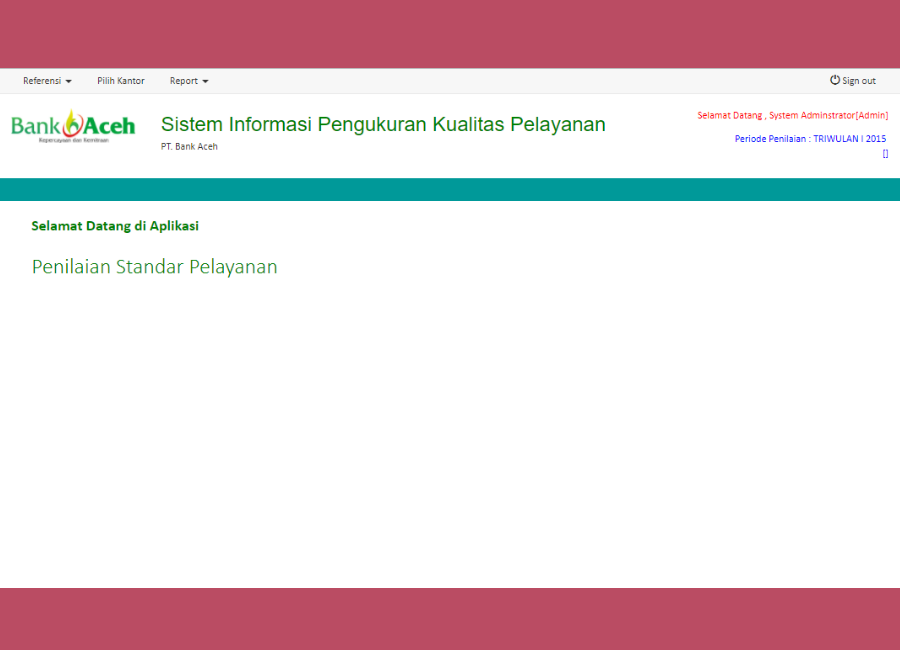 Referensi Pilih Kantor Report Sign out
Bank Aceh
Kepercayaan dan Kemitraan
Sistem Informasi Pengukuran Kualitas Pelayanan
PT. Bank Aceh
Selamat Datang , System Adminstrator[Admin]
Periode Penilaian : TRIWULAN I 2015
[]
Selamat Datang di Aplikasi
Penilaian Standar Pelayanan